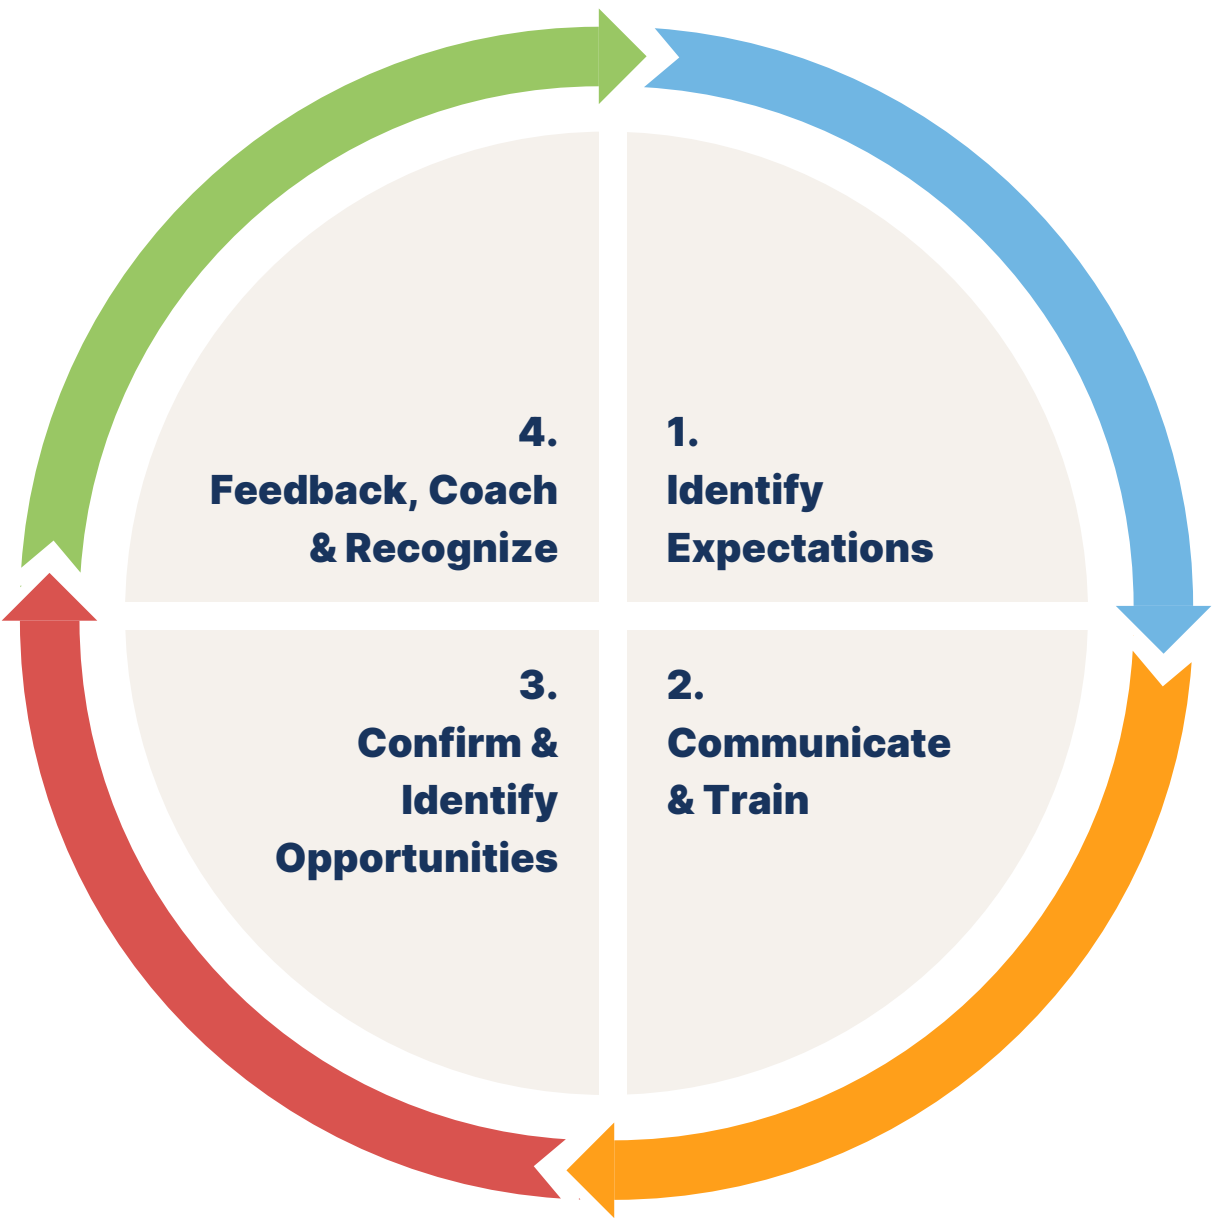 4.
Feedback, Coach
& Recognize
1.
Identify
Expectations
3.
Confirm &
Identify
Opportunities
2.
Communicate
& Train